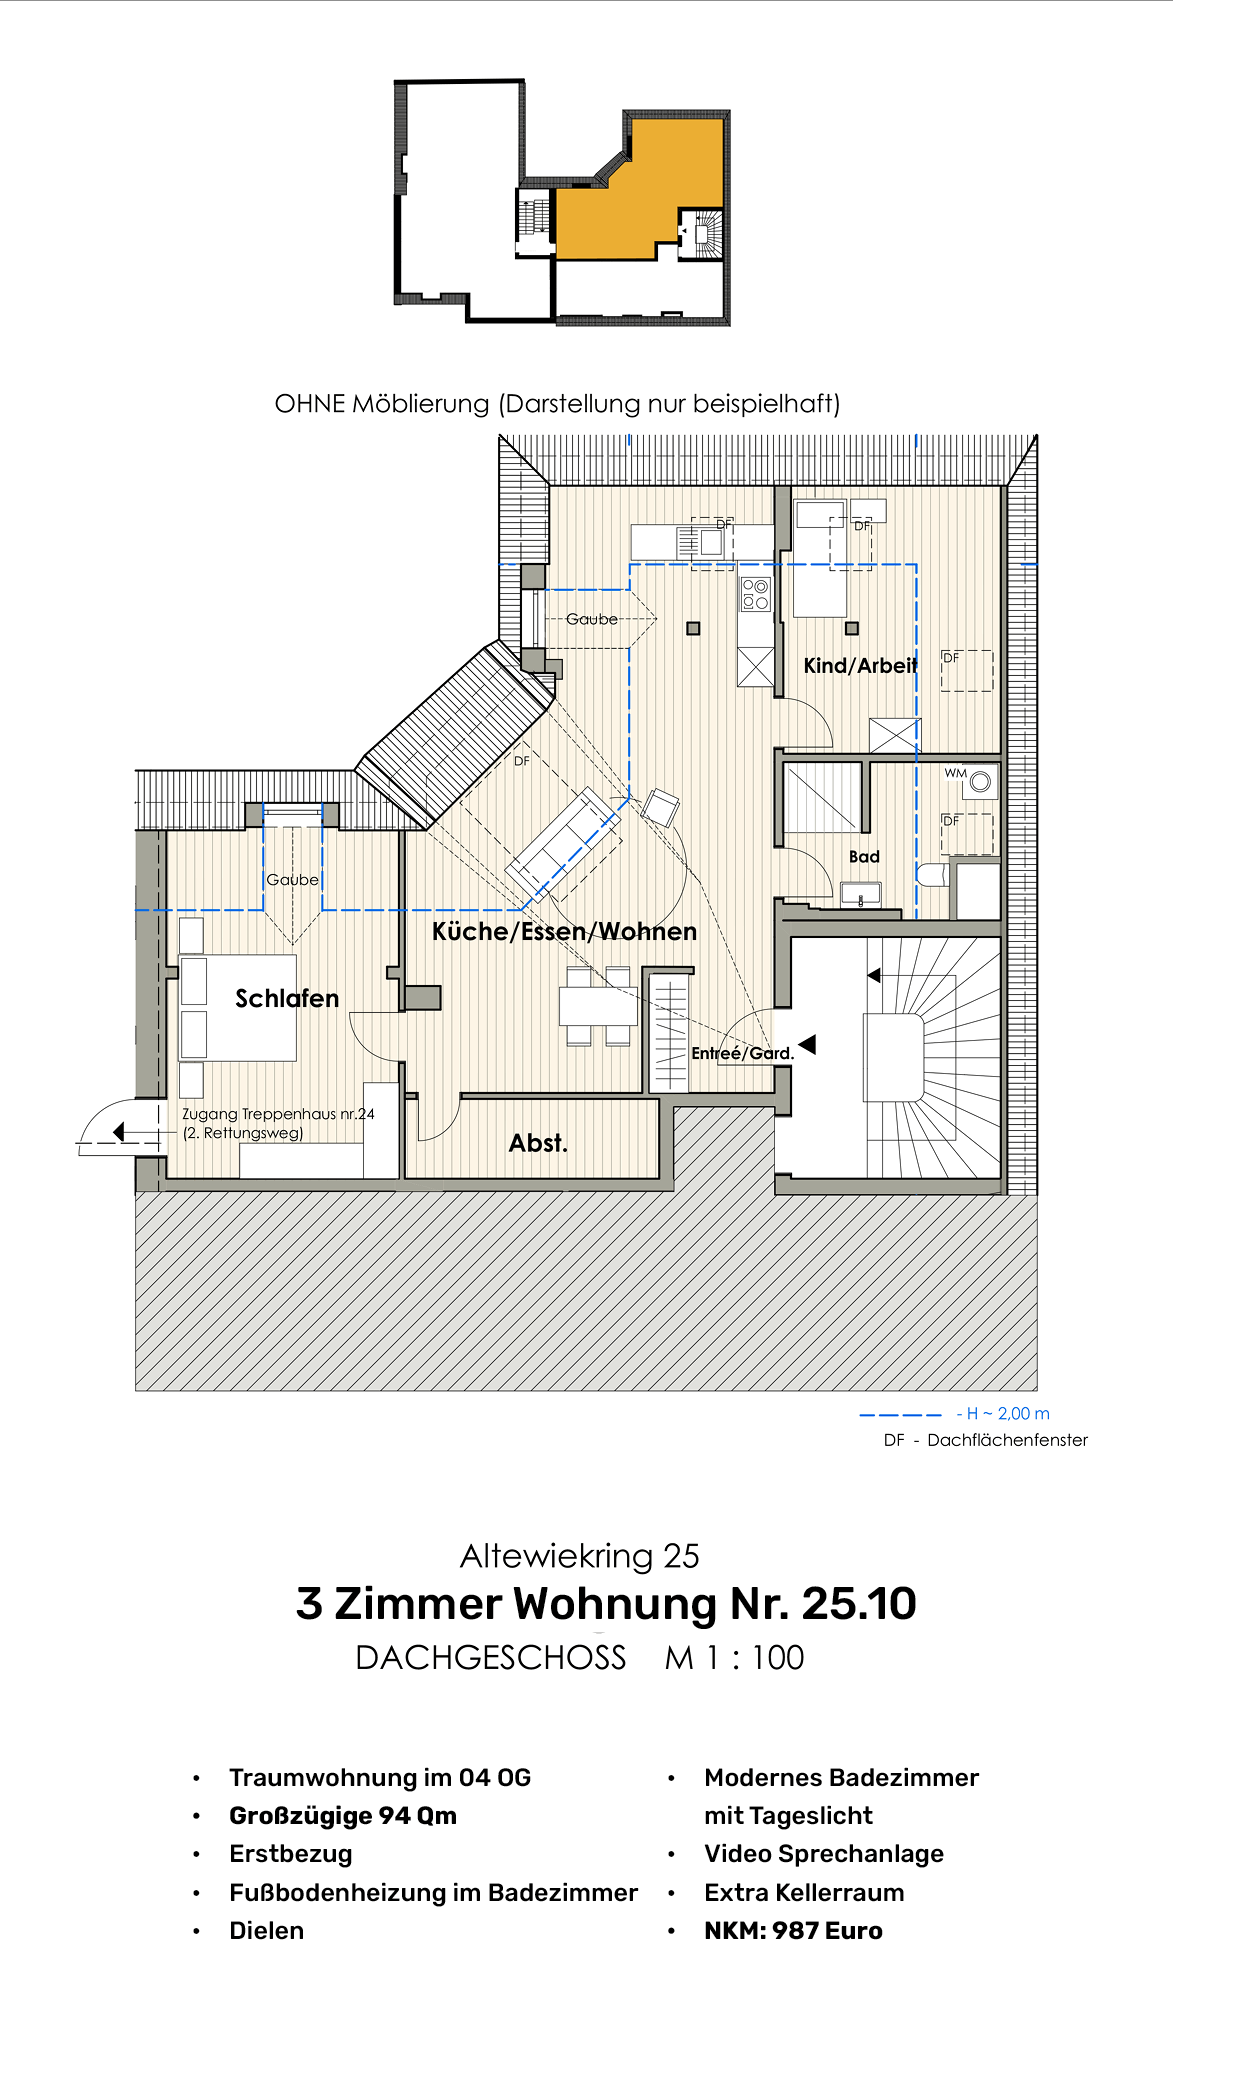 OHNE Möblierung (Darstellung nur beispielhaft)
DF
DF
Gaube
Kind/Arbeit
DF
DF
WM
DF
Bad
Gaube
Küche/Essen/Wohnen
Schlafen
Entreé/Gard.
Zugang Treppenhaus nr.24
(2. Rettungsweg)
Abst.
- H ~ 2,00 m
DF - Dachflächenfenster
Altewiekring 25
3 Zimmer Wohnung Nr. 25.10
DACHGESCHOSS M 1 : 100
• Traumwohnung im 04 OG
• Großzügige 94 Qm
• Erstbezug
• Fußbodenheizung im Badezimmer
• Dielen
• Modernes Badezimmer
mit Tageslicht
• Video Sprechanlage
• Extra Kellerraum
• NKM: 987 Euro